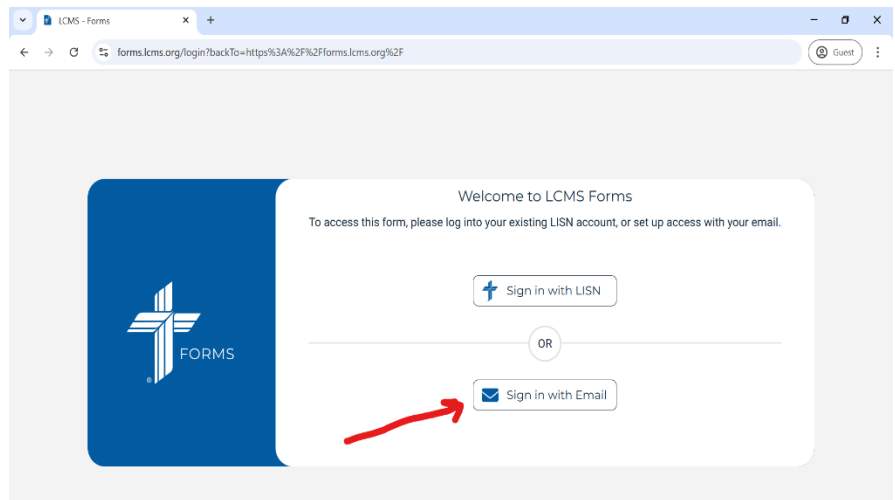 LCMS - Forms
forms.lcms.org/login?backTo=https%3A%2F%2Fforms.lcms.org%2F
Guest
Welcome to LCMS Forms
To access this form, please log into your existing LISN account, or set up access with your email.
Sign in with LISN
OR
FORMS
®
Sign in with Email